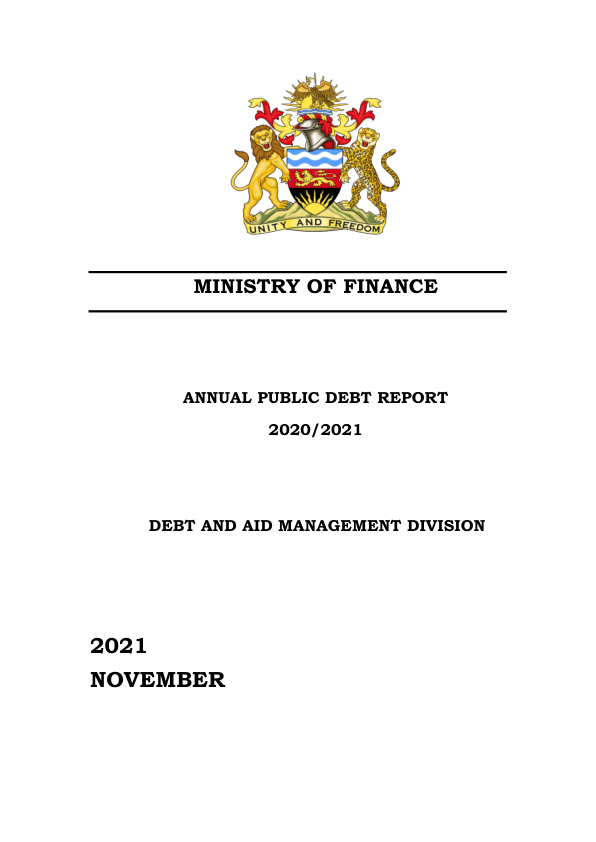 UNITY AND FREEDOM
MINISTRY OF FINANCE
ANNUAL PUBLIC DEBT REPORT
2020/2021
DEBT AND AID MANAGEMENT DIVISION
2021
NOVEMBER